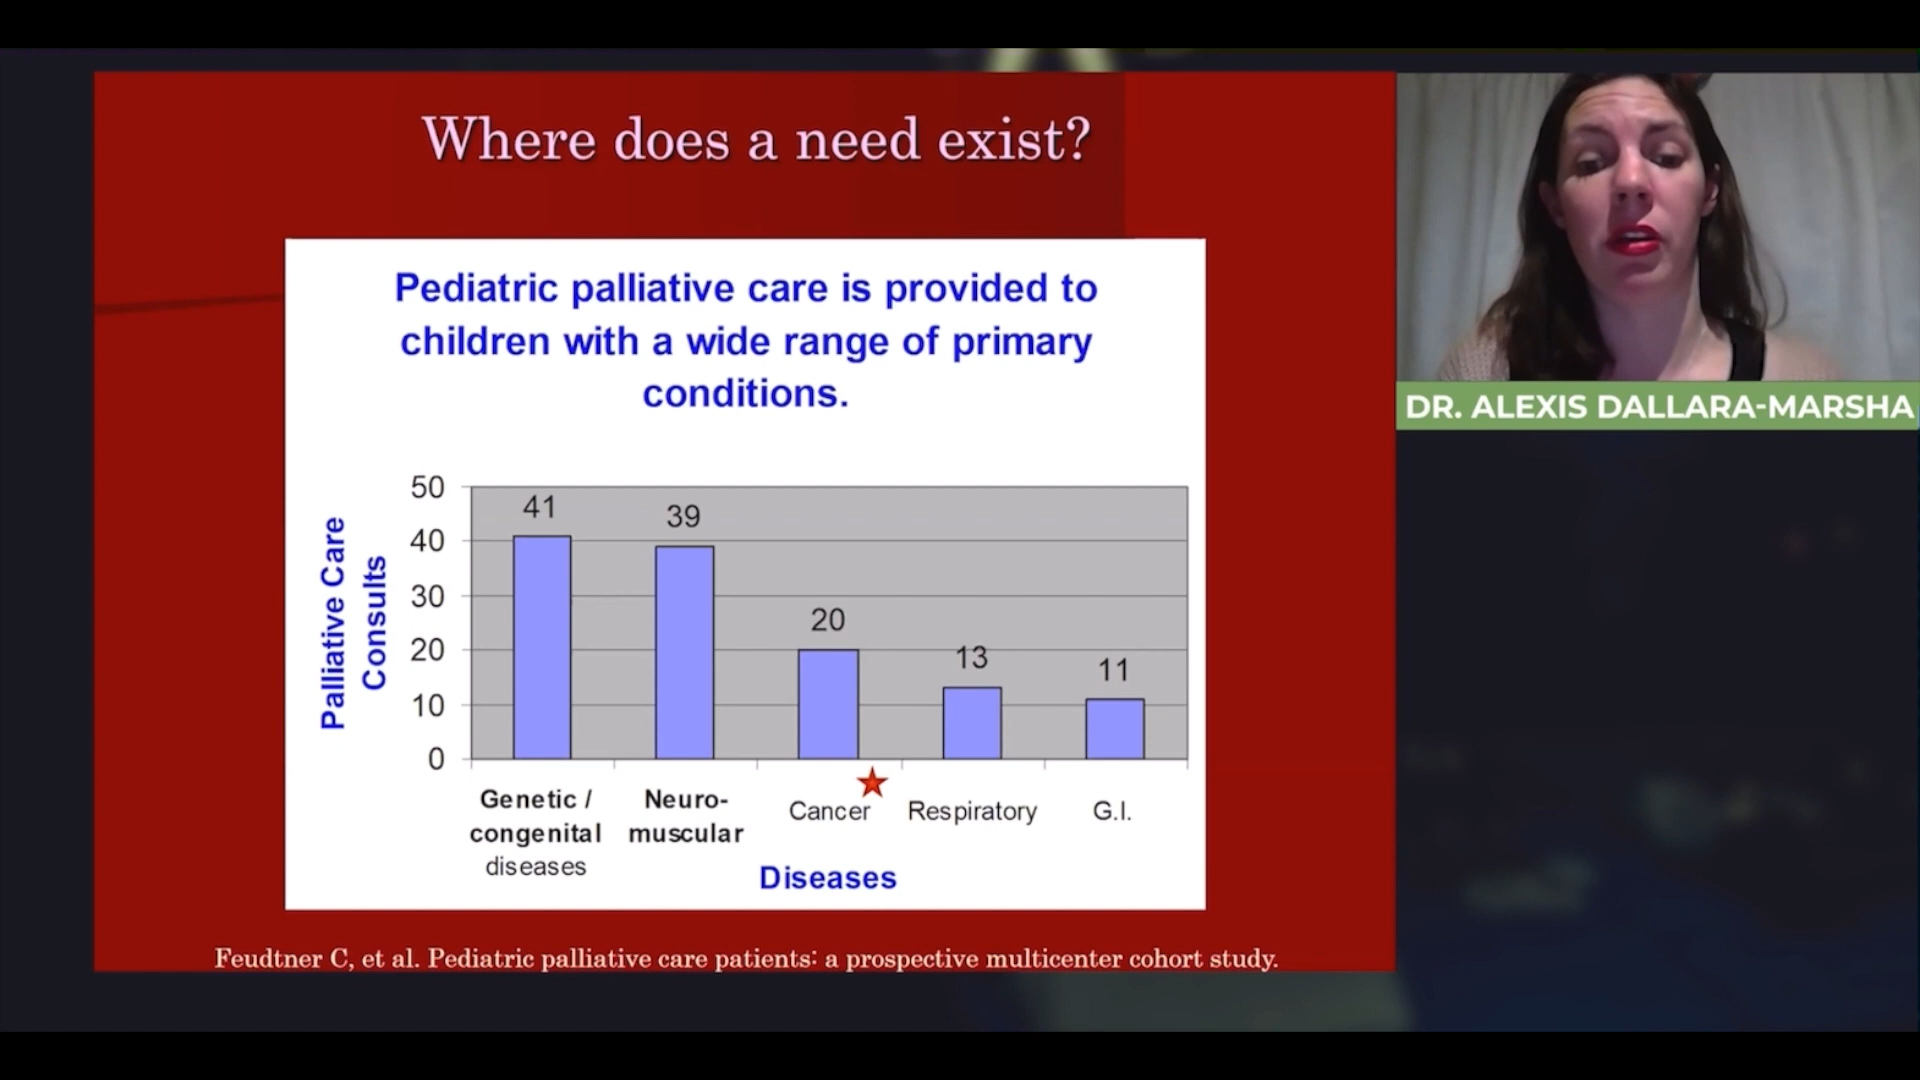 Where does a need exist?
Pediatric palliative care is provided to
children with a wide range of primary
conditions.
Palliative Care
Consults
50
40
30
20
10
0
41
39
20
13
11
Genetic /
congenital
diseases
Neuro-
muscular
Cancer
Respiratory
G.I.
Diseases
Feudtner C, et al. Pediatric palliative care patients: a prospective multicenter cohort study.
DR. ALEXIS DALLARA-MARSHA